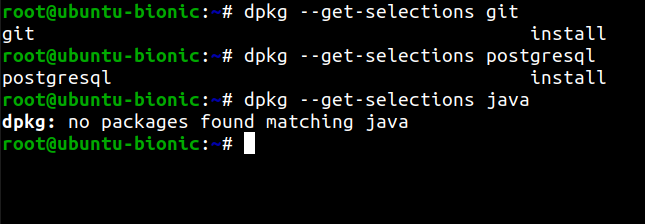 root@ubuntu-bionic:~# dpkg --get-selections git
git install
root@ubuntu-bionic:~# dpkg --get-selections postgresql
postgresql install
root@ubuntu-bionic:~# dpkg --get-selections java
dpkg: no packages found matching java
root@ubuntu-bionic:~#